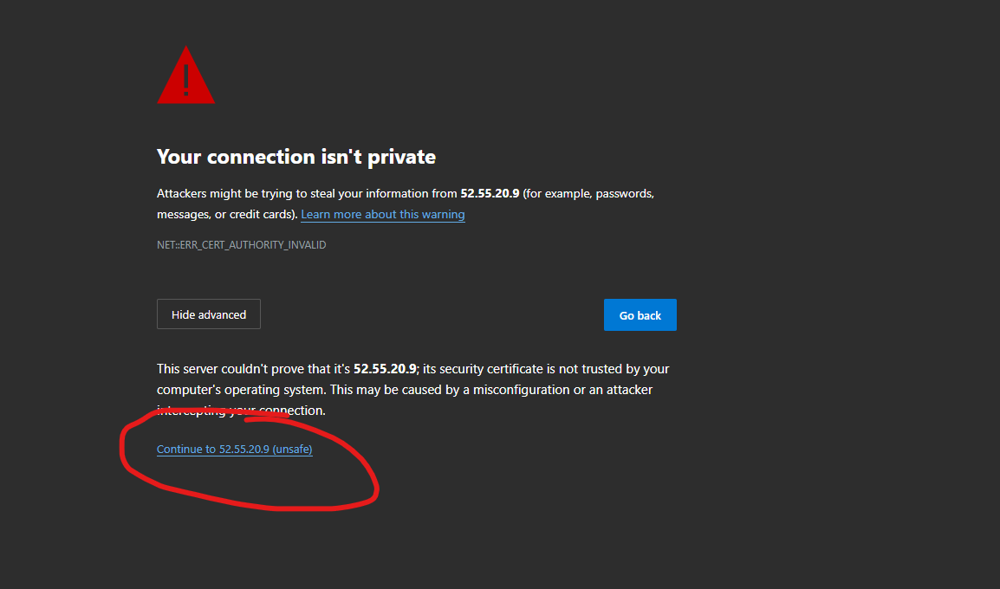 Your connection isn't private
Attackers might be trying to steal your information from 52.55.20.9 (for example, passwords,
messages, or credit cards). Learn more about this warning
NET::ERR_CERT_AUTHORITY_INVALID
Hide advanced
Go back
This server couldn't prove that it's 52.55.20.9; its security certificate is not trusted by your
computer's operating system. This may be caused by a misconfiguration or an attacker
intercepting your connection.
Continue to 52.55.20.9 (unsafe)